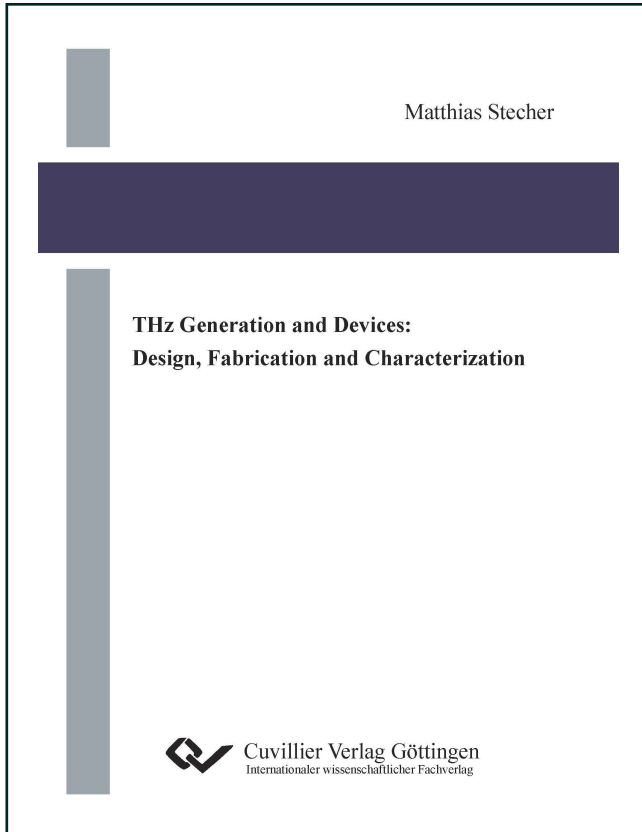 Matthias Stecher
THz Generation and Devices:
Design, Fabrication and Characterization
Cuvillier Verlag Göttingen
Internationaler wissenschaftlicher Fachverlag